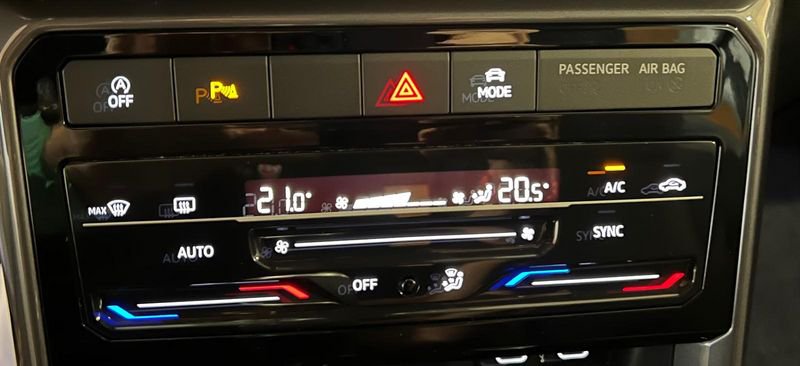 OFF P MODE PASSENGER AIR BAG
21.0° 20.5° A/C
MAX
AUTO SYNC
OFF